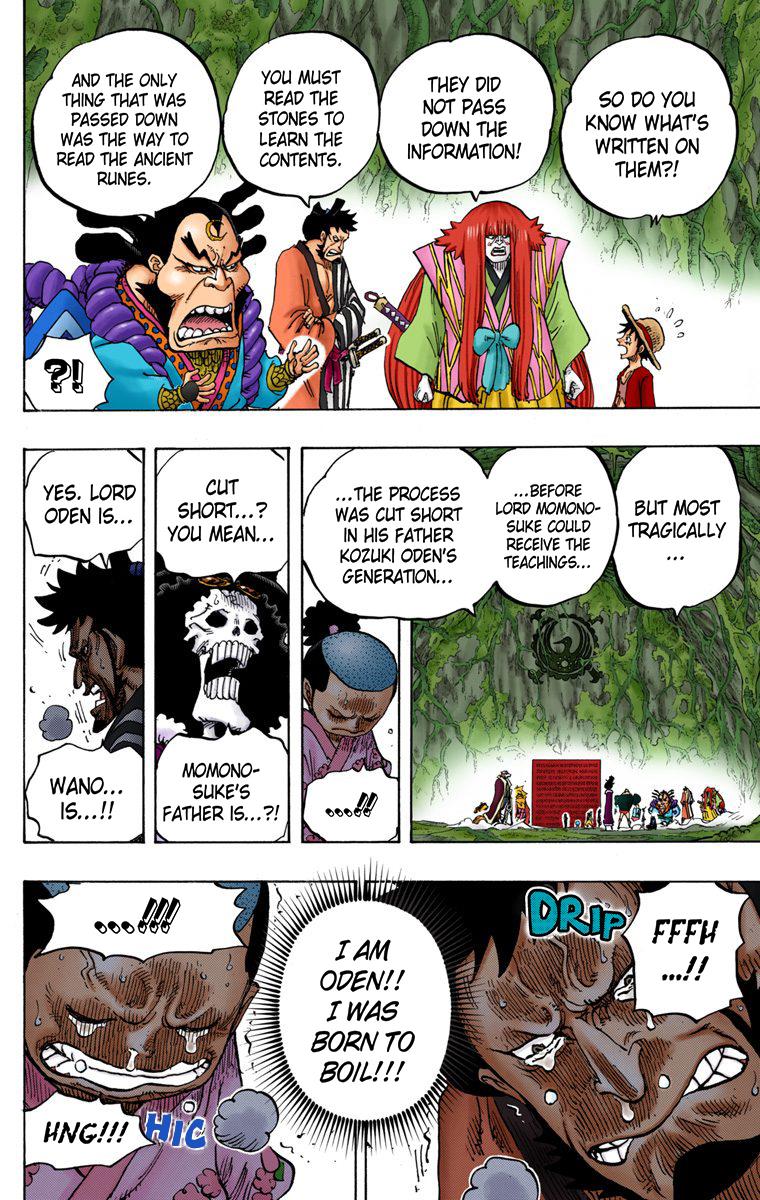 SO DO YOU
KNOW WHAT'S
WRITTEN ON
THEM?!
THEY DID
NOT PASS
DOWN THE
INFORMATION!
YOU MUST
READ THE
STONES TO
LEARN THE
CONTENTS.
AND THE ONLY
THING THAT WAS
PASSED DOWN
WAS THE WAY TO
READ THE ANCIENT
RUNES.
?!
BUT MOST
TRAGICALLY
...
...BEFORE
LORD MOMONO-
SUKE COULD
RECEIVE THE
TEACHINGS...
...THE PROCESS
WAS CUT SHORT
IN HIS FATHER
KOZUKI ODEN'S
GENERATION...
...!!
CUT
SHORT...?
YOU MEAN...
MOMONO-
SUKE'S
FATHER IS...?!
YES. LORD
ODEN IS...
WANO...
IS...!!
FFFH
...!!
DRIP
I AM
ODEN!!
I WAS
BORN TO
BOIL!!!
...!!!
HNG!!!
HIC